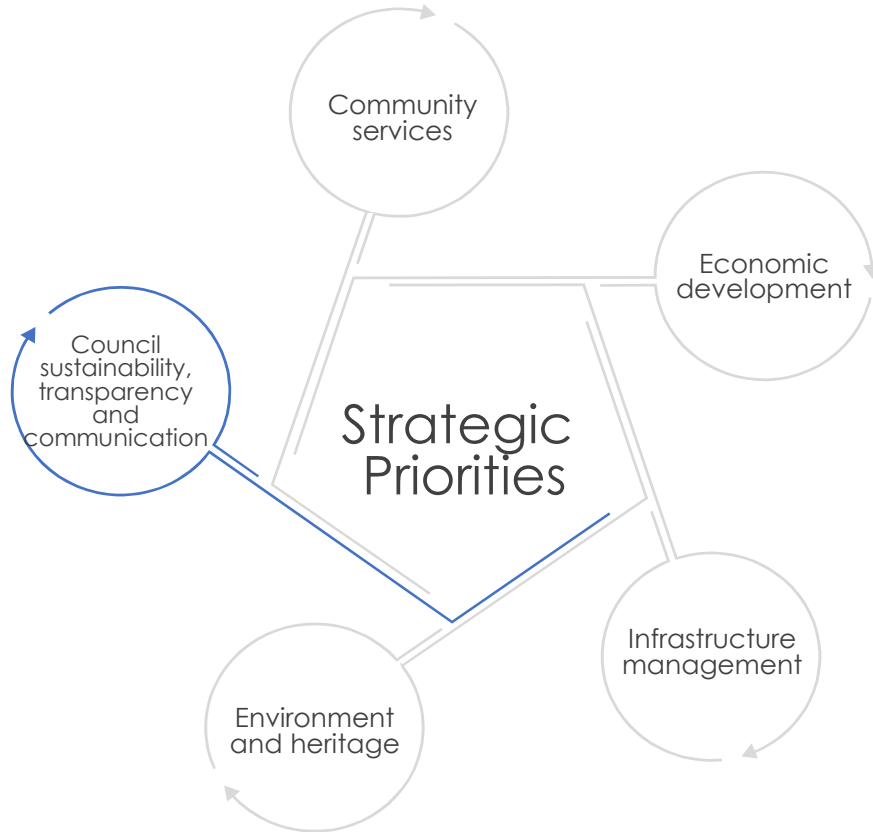 Community
services
Economic
development
Council
sustainability,
transparency
and
communication
Strategic
Priorities
Infrastructure
management
Environment
and heritage